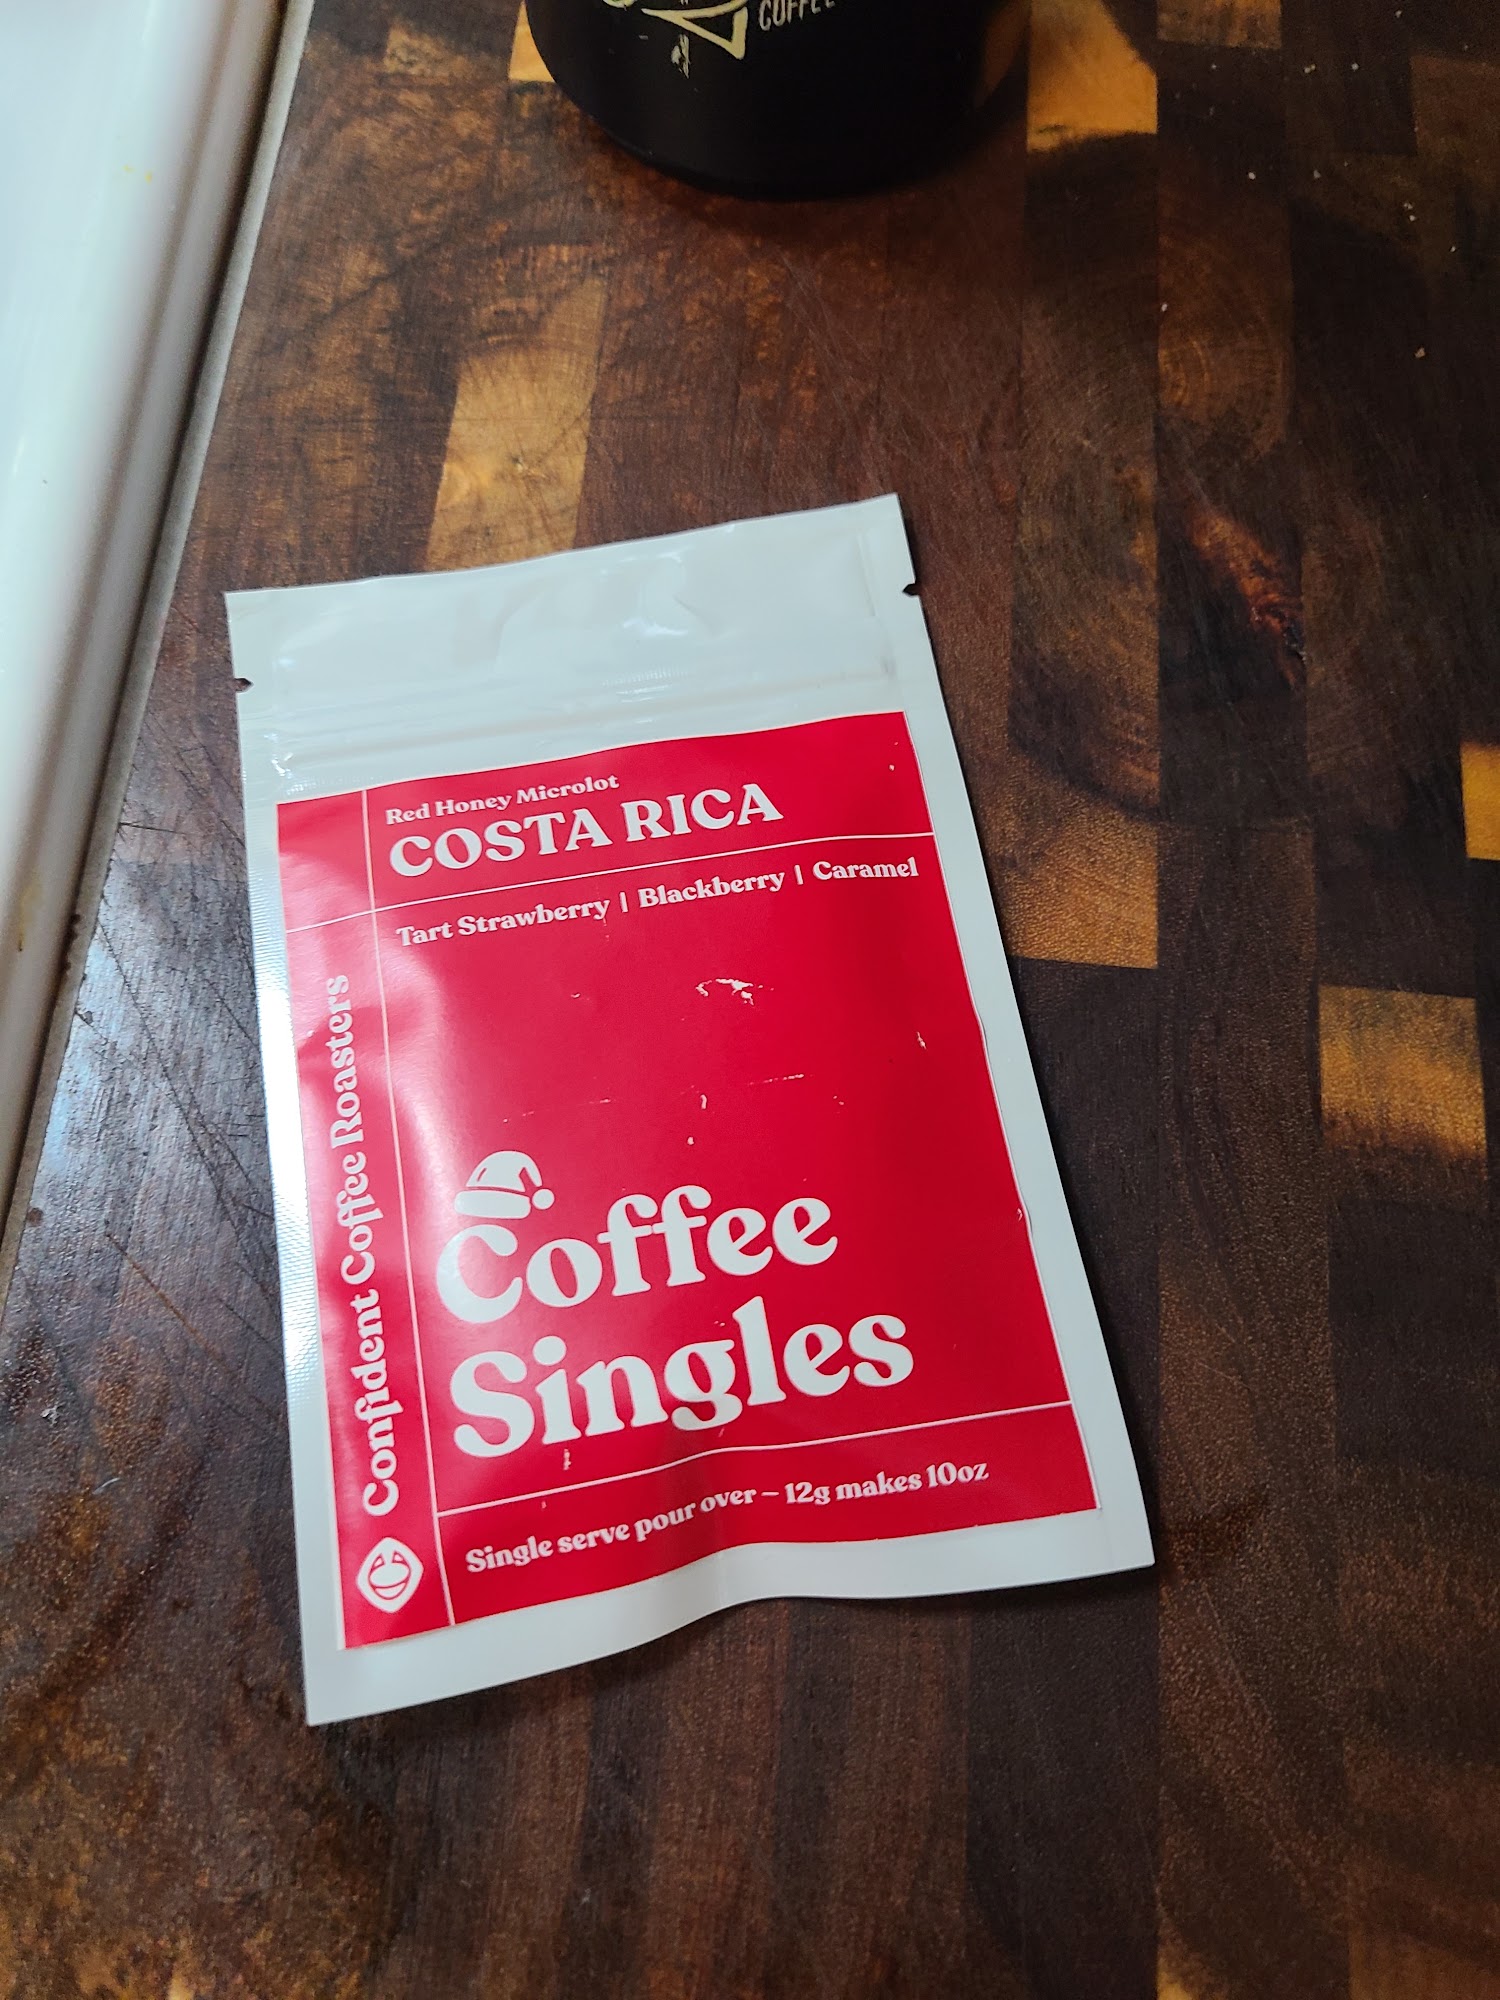 COFFEE
Red Honey Microlot
COSTA RICA
Tart Strawberry | Blackberry | Caramel
Confident Coffee Roasters
Coffee
Singles
Single serve pour over – 12g makes 10oz